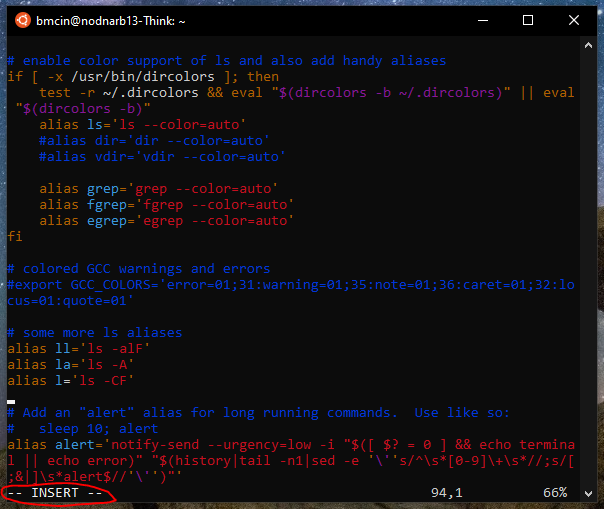 bmcin@nodnarb13-Think: ~
# enable color support of ls and also add handy aliases
if [ -x /usr/bin/dircolors ]; then
    test -r ~/.dircolors && eval "$(dircolors -b ~/.dircolors)" || eval
 "$(dircolors -b)"
    alias ls='ls --color=auto'
    #alias dir='dir --color=auto'
    #alias vdir='vdir --color=auto'

    alias grep='grep --color=auto'
    alias fgrep='fgrep --color=auto'
    alias egrep='egrep --color=auto'
fi

# colored GCC warnings and errors
#export GCC_COLORS='error=01;31:warning=01;35:note=01;36:caret=01;32:lo
cus=01:quote=01'

# some more ls aliases
alias ll='ls -alF'
alias la='ls -A'
alias l='ls -CF'

# Add an "alert" alias for long running commands.  Use like so:
#   sleep 10; alert
alias alert='notify-send --urgency=low -i "$([ $? = 0 ] && echo termina
l || echo error)" "$(history|tail -n1|sed -e '\''s/^\s*[0-9]\+\s*//;s/[
;&|]\s*alert$//'\'')"'
-- INSERT --                                         94,1          66%